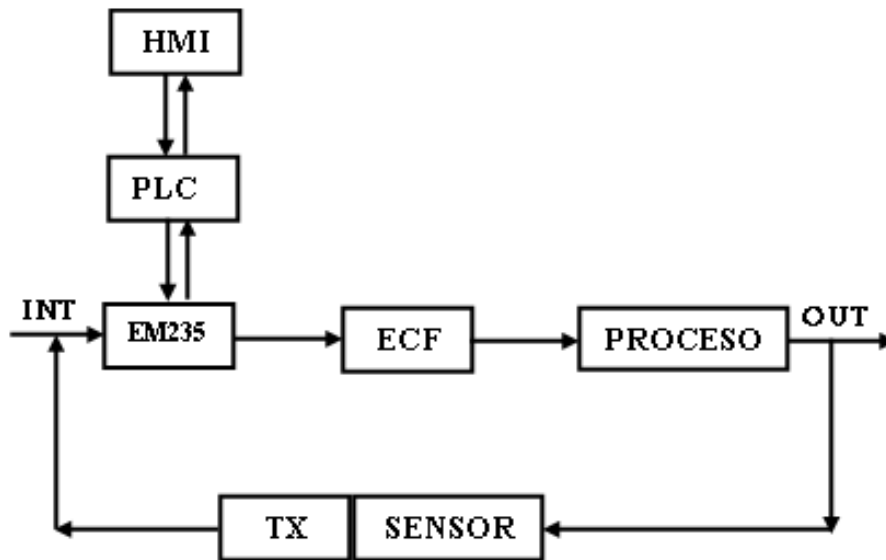 HMI
PLC
INT
EM235
ECF
PROCESO
OUT
TX
SENSOR